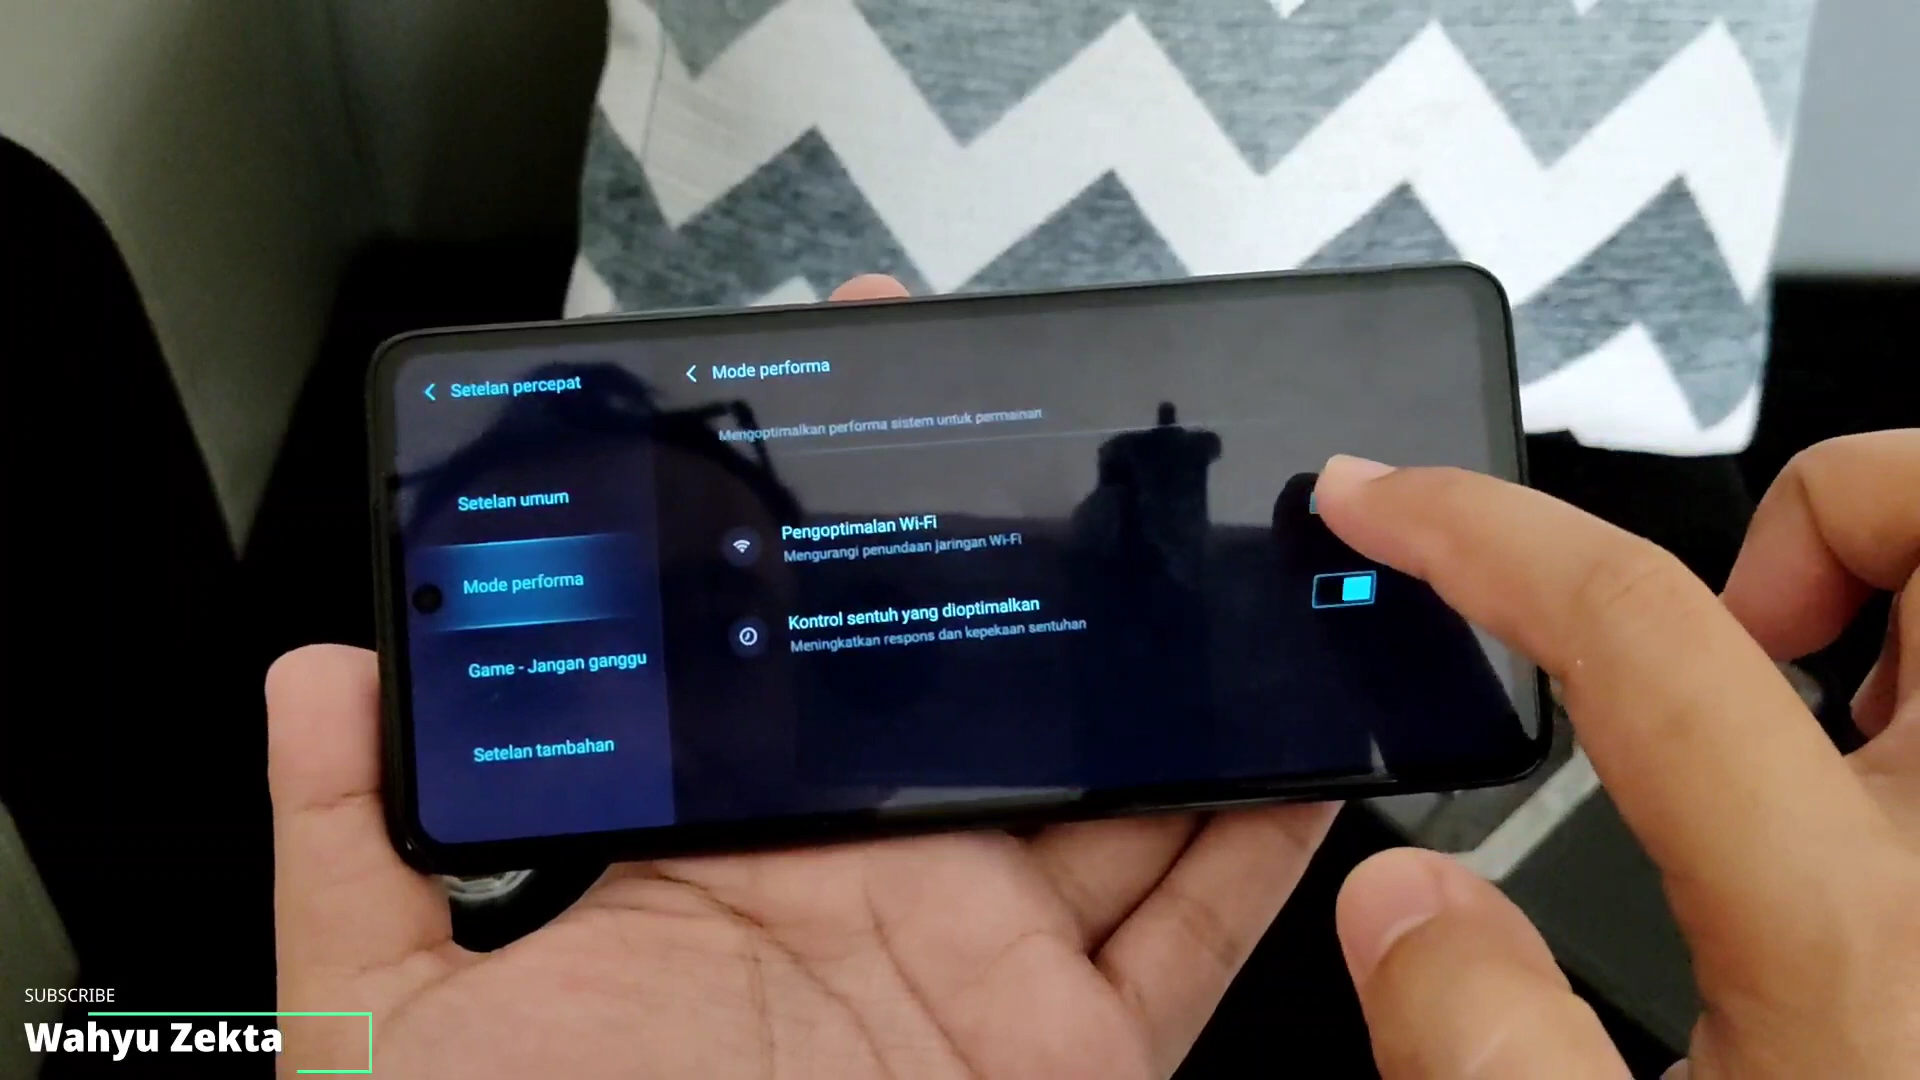 Setelan percepat
Setelan umum
Mode performa
Game - Jangan ganggu
Setelan tambahan
Mode performa
Mengoptimalkan performa sistem untuk permainan
Pengoptimalan Wi-Fi
Mengurangi penundaan jaringan Wi-Fi
Kontrol sentuh yang dioptimalkan
Meningkatkan respons dan kepekaan sentuhan
SUBSCRIBE
Wahyu Zekta